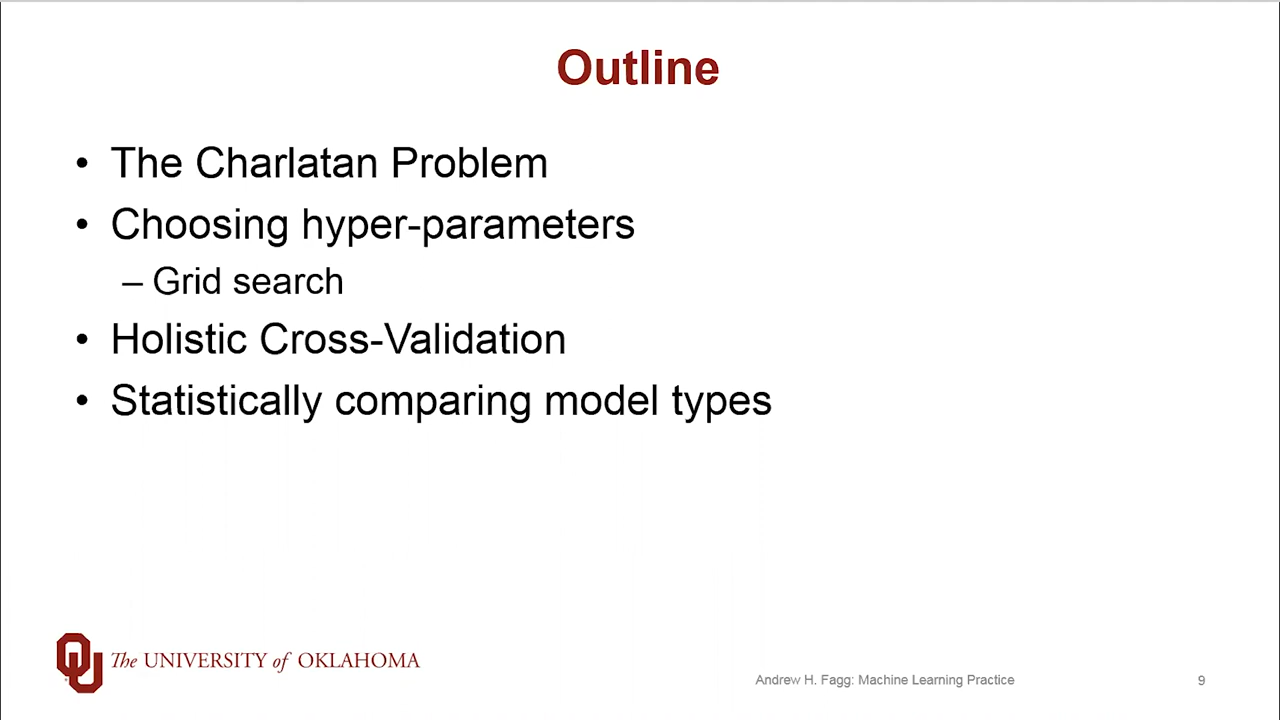 Outline
• The Charlatan Problem
• Choosing hyper-parameters
– Grid search
• Holistic Cross-Validation
• Statistically comparing model types
The UNIVERSITY of OKLAHOMA
Andrew H. Fagg: Machine Learning Practice
9